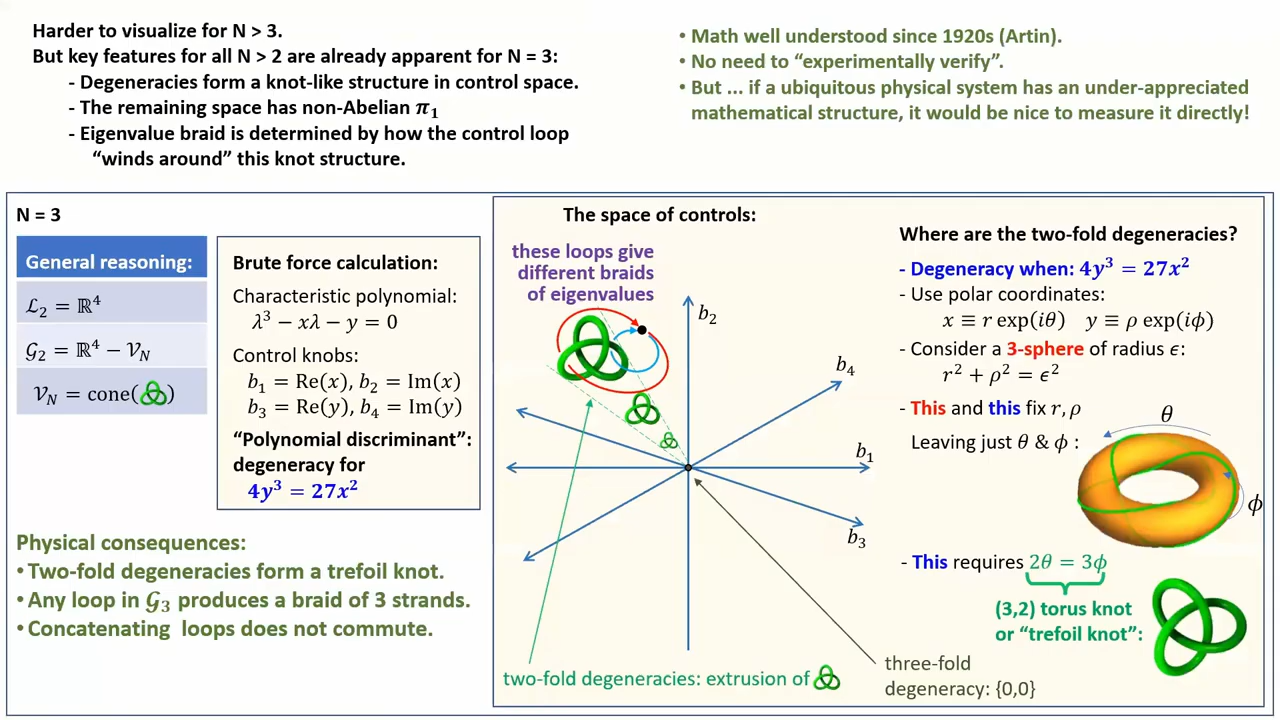 Harder to visualize for N > 3.
But key features for all N > 2 are already apparent for N = 3:
- Degeneracies form a knot-like structure in control space.
- The remaining space has non-Abelian π₁
- Eigenvalue braid is determined by how the control loop
“winds around” this knot structure.
• Math well understood since 1920s (Artin).
• No need to “experimentally verify”.
• But ... if a ubiquitous physical system has an under-appreciated
mathematical structure, it would be nice to measure it directly!
N = 3
General reasoning:
ℒ₂ = ℝ⁴
𝒢₂ = ℝ⁴ − 𝒱_N
𝒱_N = cone( )
Brute force calculation:
Characteristic polynomial:
λ³ − xλ − y = 0
Control knobs:
b₁ = Re(x), b₂ = Im(x)
b₃ = Re(y), b₄ = Im(y)
“Polynomial discriminant”:
degeneracy for
4y³ = 27x²
Physical consequences:
• Two-fold degeneracies form a trefoil knot.
• Any loop in 𝒢₃ produces a braid of 3 strands.
• Concatenating loops does not commute.
The space of controls:
these loops give
different braids
of eigenvalues
b₂
b₄
b₁
b₃
two-fold degeneracies: extrusion of
three-fold
degeneracy: {0,0}
Where are the two-fold degeneracies?
- Degeneracy when: 4y³ = 27x²
- Use polar coordinates:
x ≡ r exp(iθ) y ≡ ρ exp(iϕ)
- Consider a 3-sphere of radius ϵ:
r² + ρ² = ϵ²
- This and this fix r, ρ
Leaving just θ & ϕ :
θ
ϕ
- This requires 2θ = 3ϕ
(3,2) torus knot
or “trefoil knot”: